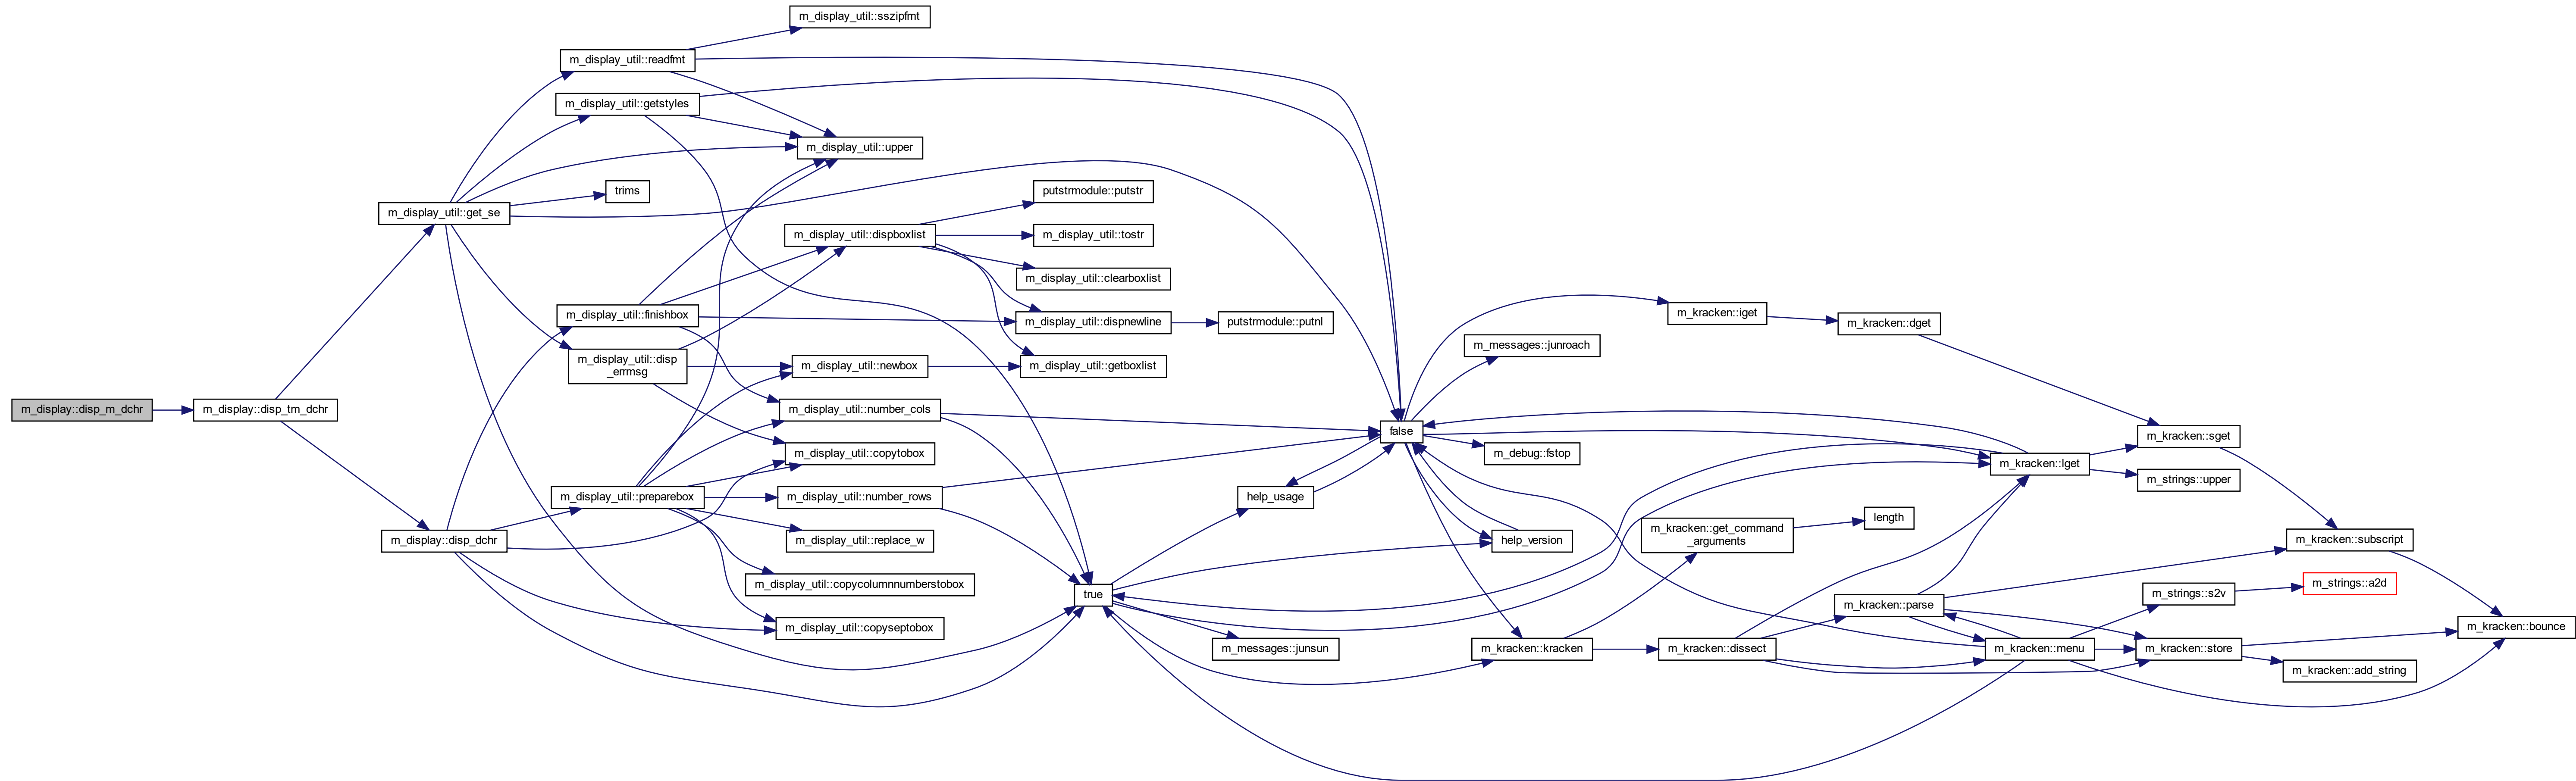 m_display::disp_m_dchr
m_display::disp_tm_dchr
m_display_util::get_se
m_display::disp_dchr
m_display_util::readfmt
m_display_util::getstyles
trims
m_display_util::finishbox
m_display_util::disp
_errmsg
m_display_util::preparebox
m_display_util::sszipfmt
m_display_util::upper
m_display_util::dispboxlist
m_display_util::newbox
m_display_util::number_cols
m_display_util::copytobox
m_display_util::number_rows
m_display_util::replace_w
m_display_util::copycolumnnumberstobox
m_display_util::copyseptobox
putstrmodule::putstr
m_display_util::tostr
m_display_util::clearboxlist
m_display_util::dispnewline
m_display_util::getboxlist
true
putstrmodule::putnl
help_usage
m_messages::junsun
false
m_messages::junroach
m_debug::fstop
help_version
m_kracken::kracken
m_kracken::iget
m_kracken::get_command
_arguments
m_kracken::dissect
m_kracken::dget
length
m_kracken::parse
m_kracken::lget
m_kracken::menu
m_kracken::sget
m_strings::upper
m_strings::s2v
m_kracken::store
m_kracken::subscript
m_strings::a2d
m_kracken::add_string
m_kracken::bounce